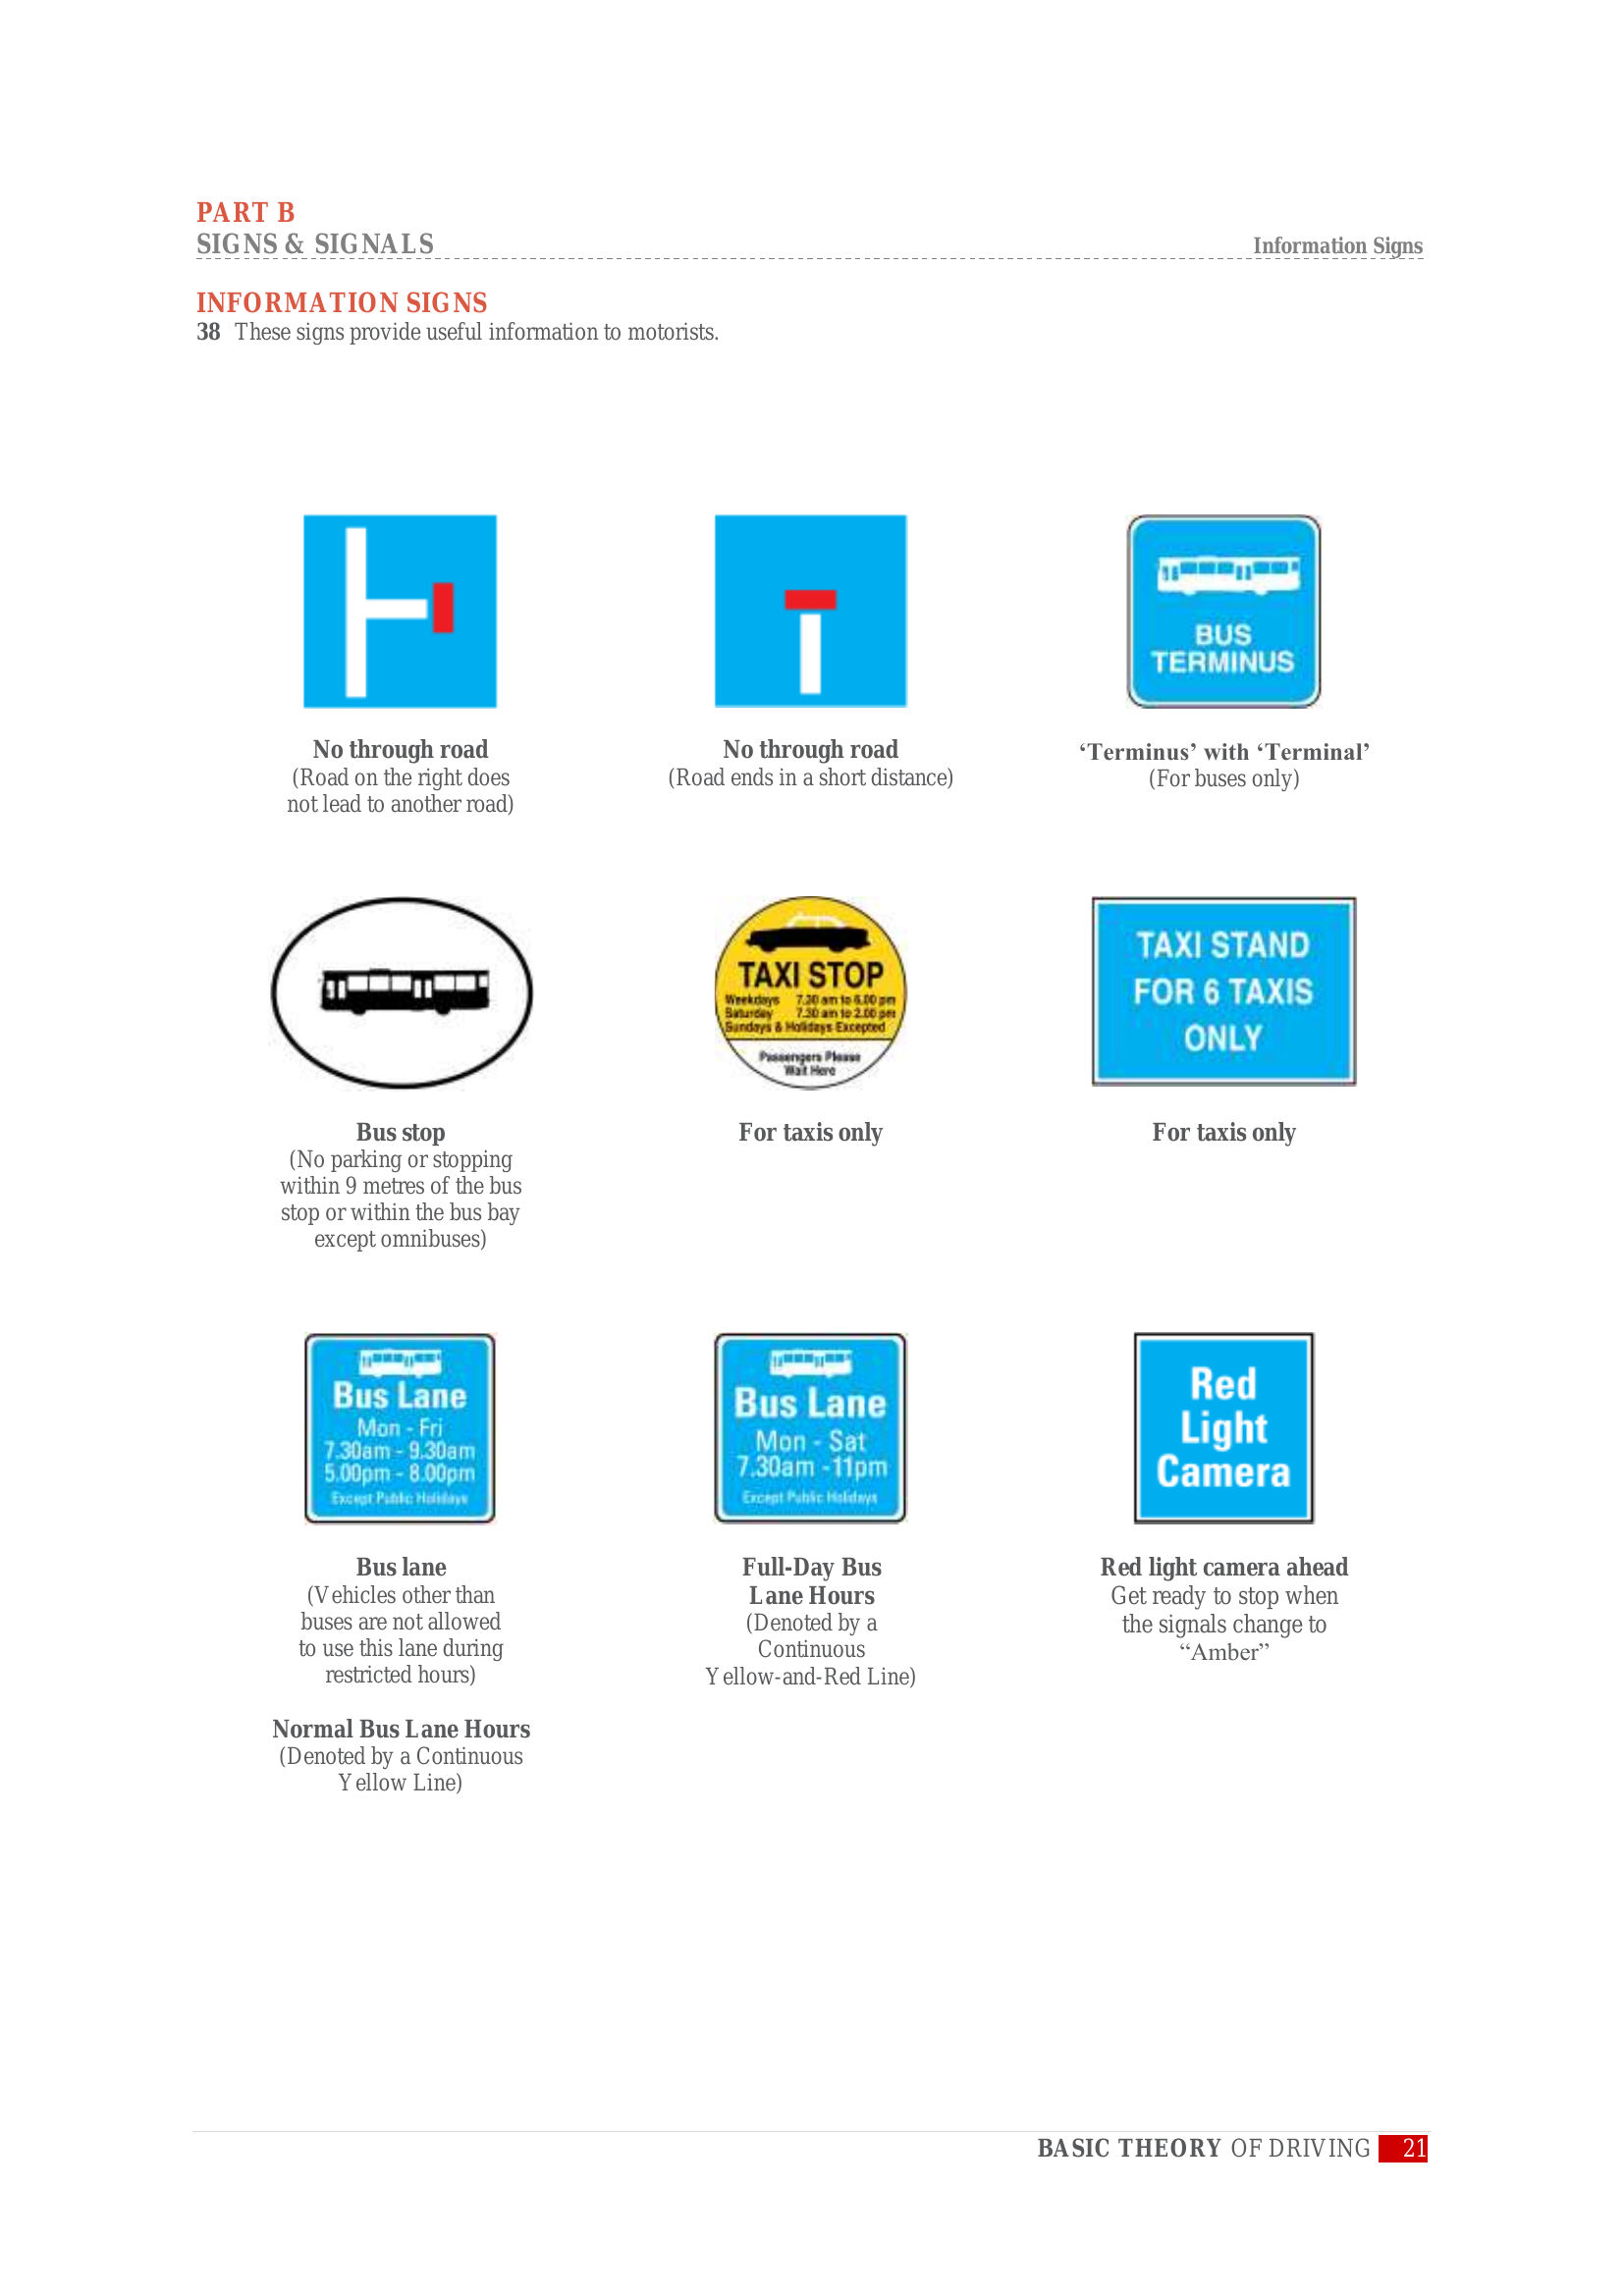 PART B
SIGNS & SIGNALS
Information Signs
INFORMATION SIGNS
38 These signs provide useful information to motorists.
BUS
TERMINUS
No through road
(Road on the right does
not lead to another road)
No through road
(Road ends in a short distance)
‘Terminus’ with ‘Terminal’
(For buses only)
TAXI STOP
Weekdays 7.30 am to 6.00 pm
Saturday 7.30 am to 2.00 pm
Sundays & Holidays Excepted
Passengers Please
Wait Here
TAXI STAND
FOR 6 TAXIS
ONLY
Bus stop
(No parking or stopping
within 9 metres of the bus
stop or within the bus bay
except omnibuses)
For taxis only
For taxis only
Bus Lane
Mon - Fri
7.30am - 9.30am
5.00pm - 8.00pm
Except Public Holidays
Bus Lane
Mon - Sat
7.30am -11pm
Except Public Holidays
Red
Light
Camera
Bus lane
(Vehicles other than
buses are not allowed
to use this lane during
restricted hours)
Normal Bus Lane Hours
(Denoted by a Continuous
Yellow Line)
Full-Day Bus
Lane Hours
(Denoted by a
Continuous
Yellow-and-Red Line)
Red light camera ahead
Get ready to stop when
the signals change to
“Amber”
BASIC THEORY OF DRIVING 21